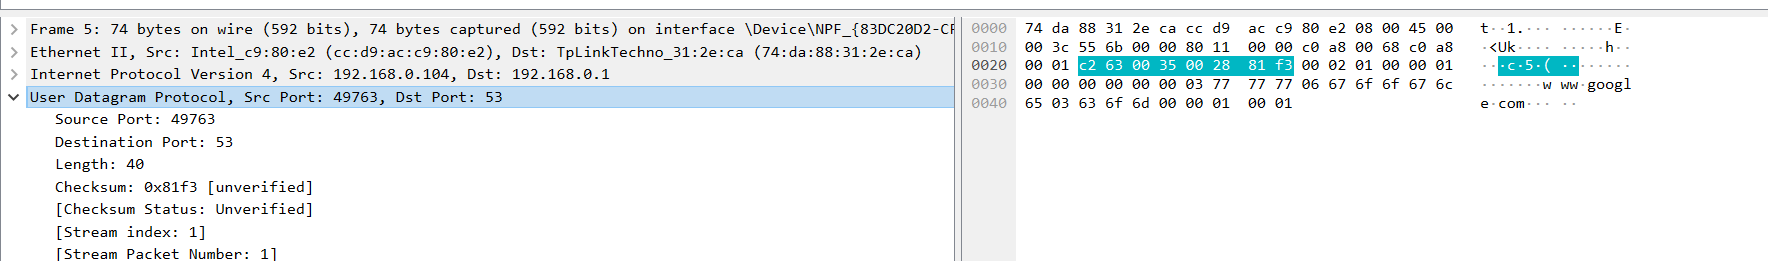 Frame 5: 74 bytes on wire (592 bits), 74 bytes captured (592 bits) on interface \Device\NPF_{83DC20D2-CF
Ethernet II, Src: Intel_c9:80:e2 (cc:d9:ac:c9:80:e2), Dst: TpLinkTechno_31:2e:ca (74:da:88:31:2e:ca)
Internet Protocol Version 4, Src: 192.168.0.104, Dst: 192.168.0.1
User Datagram Protocol, Src Port: 49763, Dst Port: 53
Source Port: 49763
Destination Port: 53
Length: 40
Checksum: 0x81f3 [unverified]
[Checksum Status: Unverified]
[Stream index: 1]
[Stream Packet Number: 1]
0000 74 da 88 31 2e ca cc d9 ac c9 80 e2 08 00 45 00 t··1.··· ······E·
0010 00 3c 55 6b 00 00 80 11 00 00 c0 a8 00 68 c0 a8 ·<Uk···· ·····h··
0020 00 01 c2 63 00 35 00 28 81 f3 00 02 01 00 00 01 ···c·5·( ········
0030 00 00 00 00 00 00 03 77 77 77 06 67 6f 6f 67 6c ·······w ww·googl
0040 65 03 63 6f 6d 00 00 01 00 01 e·com··· ··